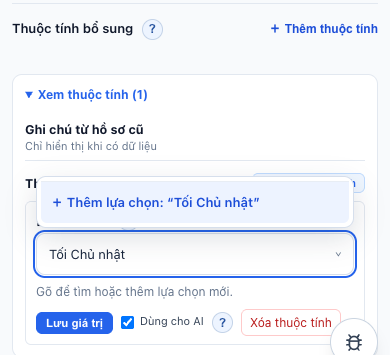 Thuộc tính bổ sung ?
+ Thêm thuộc tính
▼ Xem thuộc tính (1)
Ghi chú từ hồ sơ cũ
Chỉ hiển thị khi có dữ liệu
+ Thêm lựa chọn: “Tối Chủ nhật”
Tối Chủ nhật
Gõ để tìm hoặc thêm lựa chọn mới.
Lưu giá trị
Dùng cho AI ?
Xóa thuộc tính